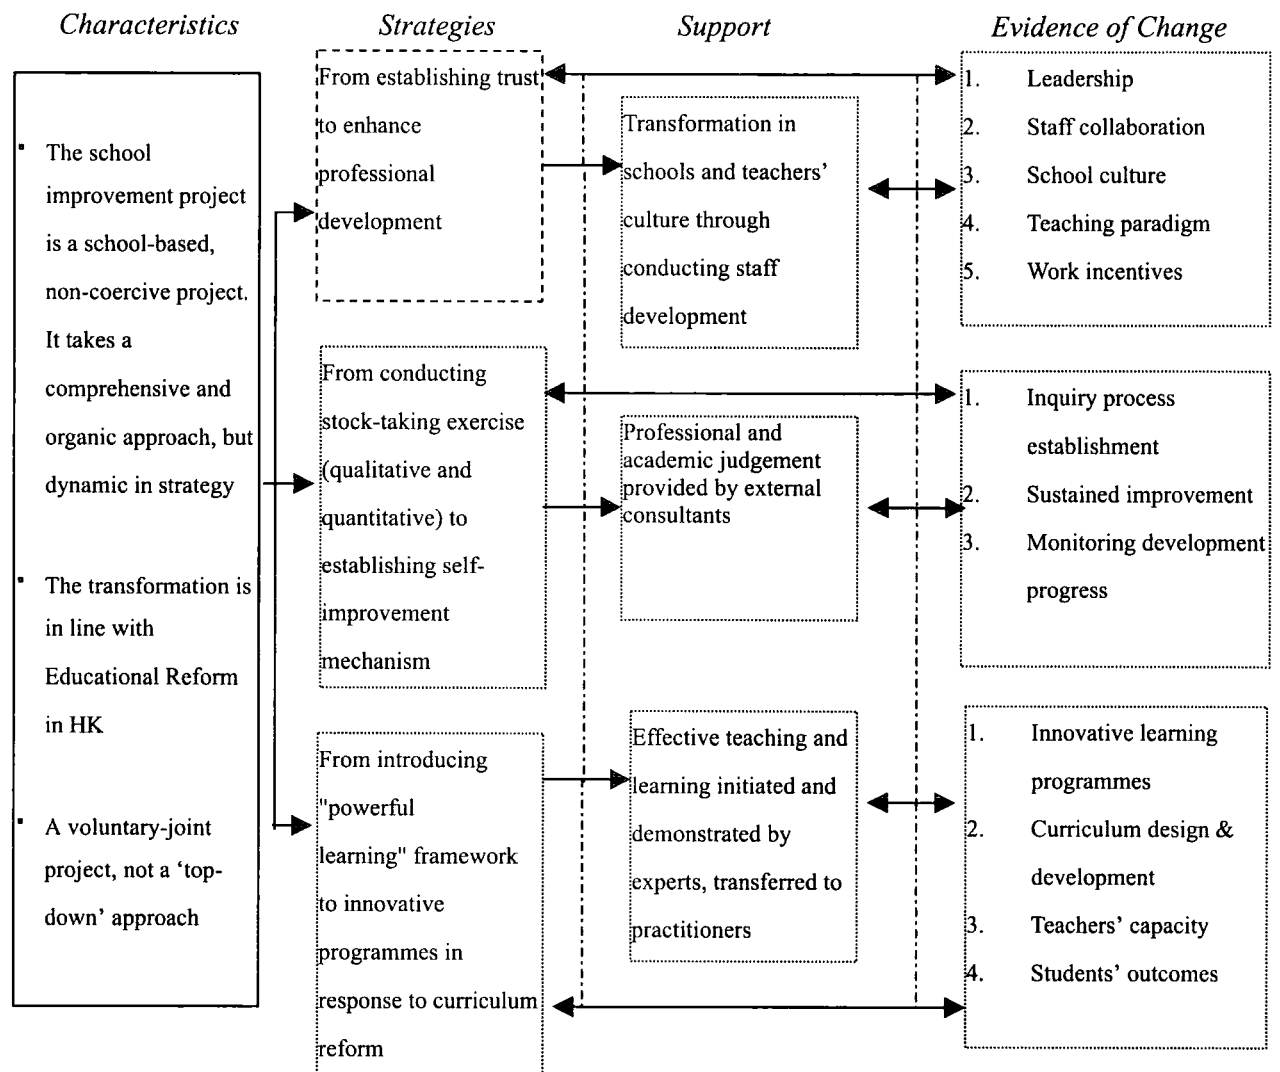 Characteristics
Strategies
Support
Evidence of Change
▪ The school
improvement project
is a school-based,
non-coercive project.
It takes a
comprehensive and
organic approach, but
dynamic in strategy
▪ The transformation is
in line with
Educational Reform
in HK
▪ A voluntary-joint
project, not a ‘top-
down’ approach
From establishing trust
to enhance
professional
development
From conducting
stock-taking exercise
(qualitative and
quantitative) to
establishing self-
improvement
mechanism
From introducing
"powerful
learning" framework
to innovative
programmes in
response to curriculum
reform
Transformation in
schools and teachers’
culture through
conducting staff
development
Professional and
academic judgement
provided by external
consultants
Effective teaching and
learning initiated and
demonstrated by
experts, transferred to
practitioners
1. Leadership
2. Staff collaboration
3. School culture
4. Teaching paradigm
5. Work incentives
1. Inquiry process
establishment
2. Sustained improvement
3. Monitoring development
progress
1. Innovative learning
programmes
2. Curriculum design &
development
3. Teachers’ capacity
4. Students’ outcomes